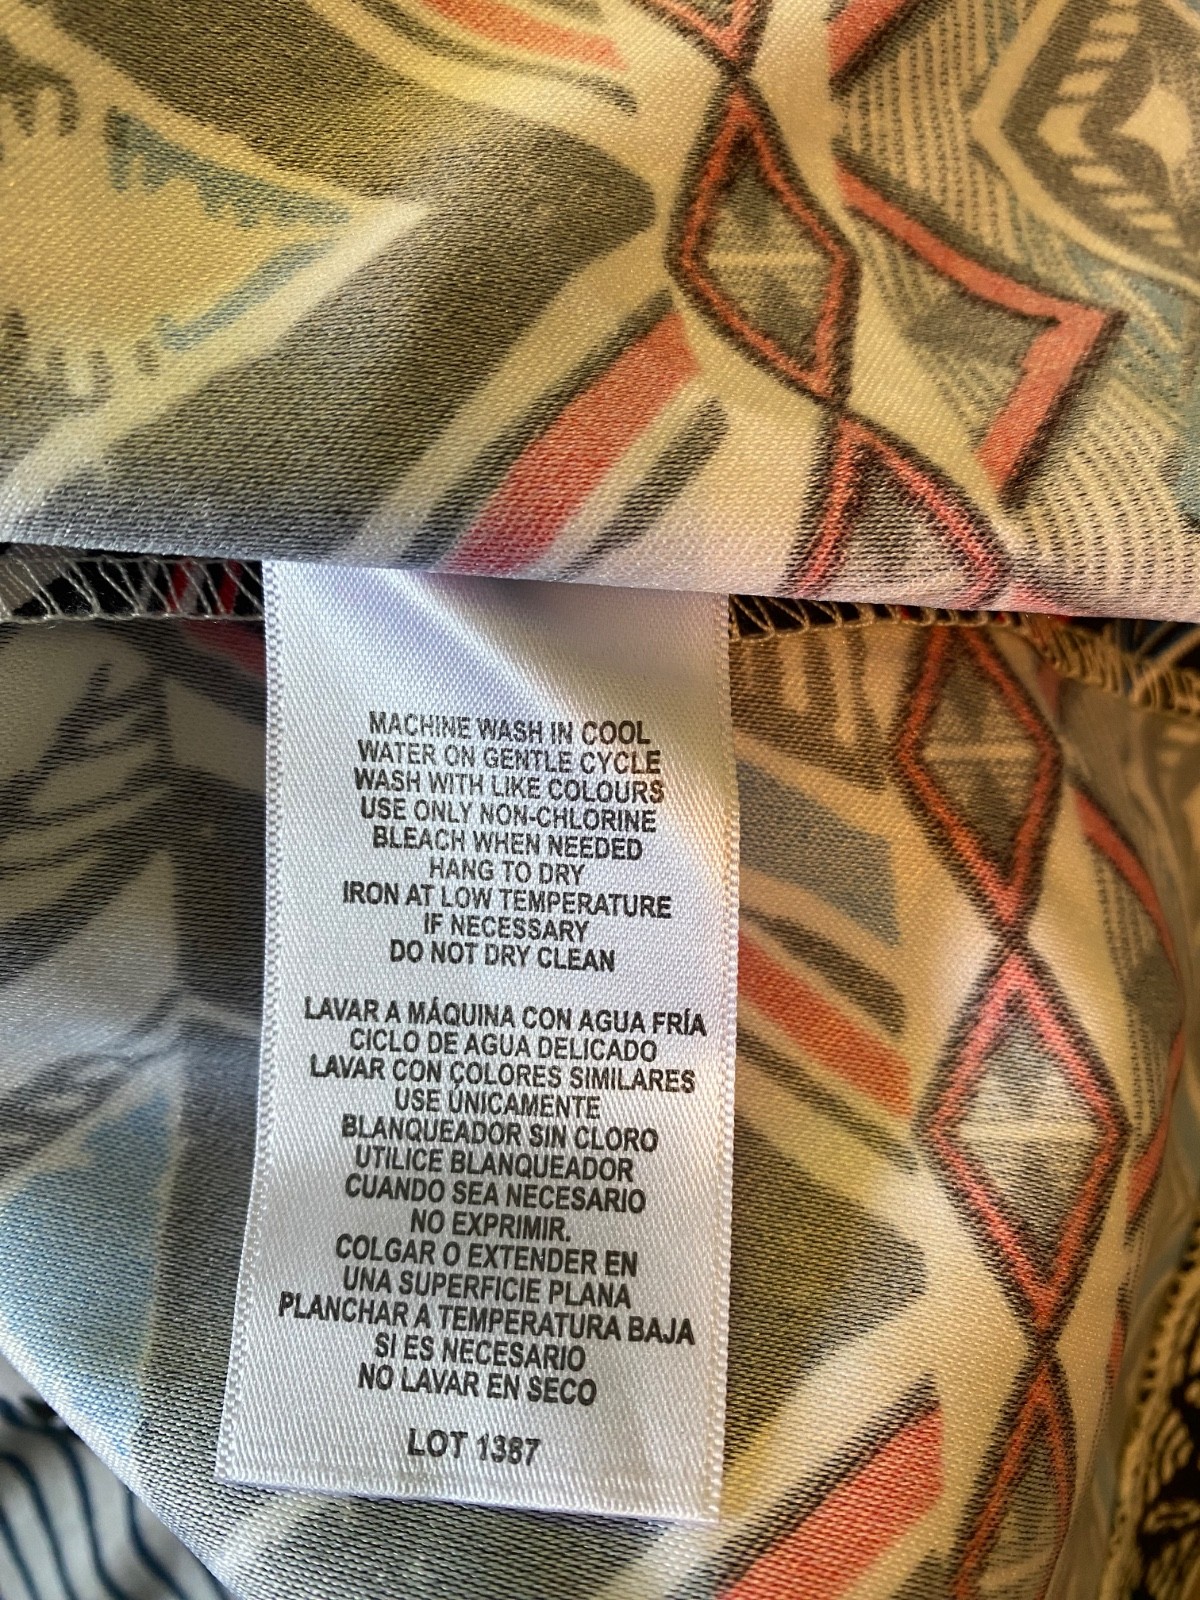 MACHINE WASH IN COOL
WATER ON GENTLE CYCLE
WASH WITH LIKE COLOURS
USE ONLY NON-CHLORINE
BLEACH WHEN NEEDED
HANG TO DRY
IRON AT LOW TEMPERATURE
IF NECESSARY
DO NOT DRY CLEAN
LAVAR A MÁQUINA CON AGUA FRÍA
CICLO DE AGUA DELICADO
LAVAR CON COLORES SIMILARES
USE ÚNICAMENTE
BLANQUEADOR SIN CLORO
UTILICE BLANQUEADOR
CUANDO SEA NECESARIO
NO EXPRIMIR.
COLGAR O EXTENDER EN
UNA SUPERFICIE PLANA
PLANCHAR A TEMPERATURA BAJA
SI ES NECESARIO
NO LAVAR EN SECO
LOT 1387